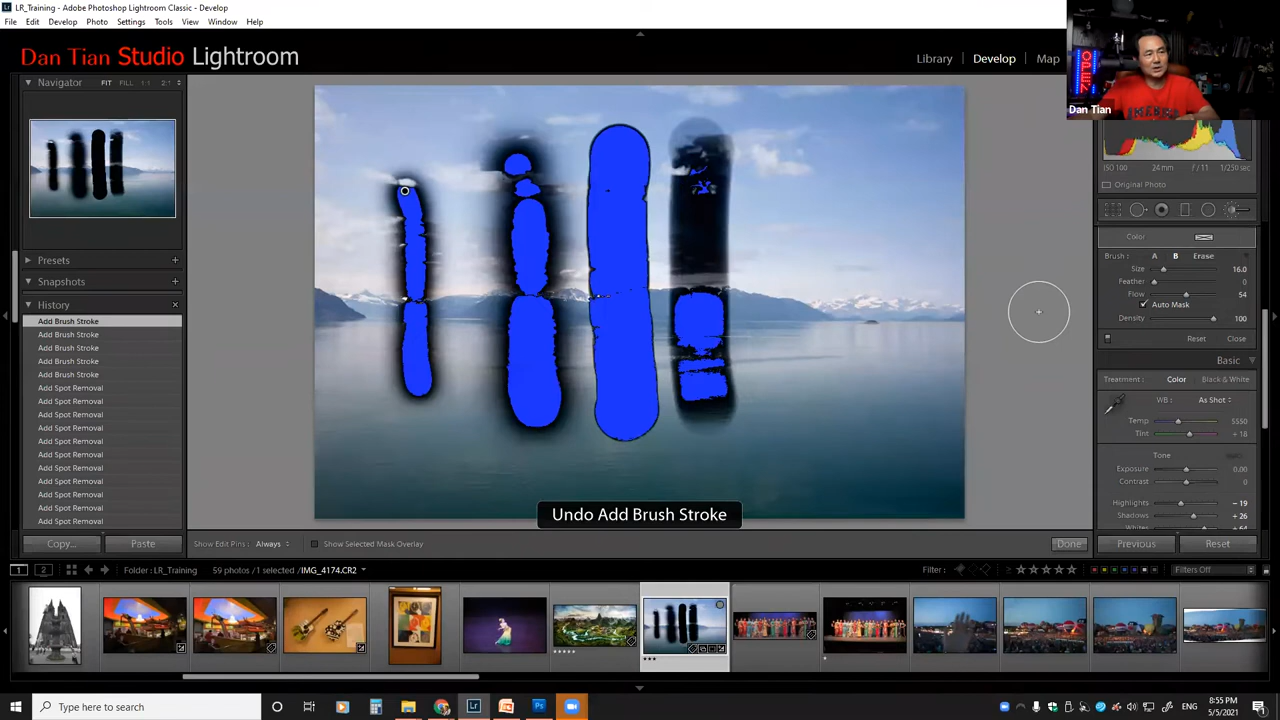 LR_Training - Adobe Photoshop Lightroom Classic - Develop
File Edit Develop Photo Settings Tools View Window Help
Dan Tian Studio Lightroom
Library Develop Map
Dan Tian
Navigator FIT FILL 1:1 2:1
Presets
Snapshots
History
Add Brush Stroke
Add Brush Stroke
Add Brush Stroke
Add Brush Stroke
Add Brush Stroke
Add Spot Removal
Add Spot Removal
Add Spot Removal
Add Spot Removal
Add Spot Removal
Add Spot Removal
Add Spot Removal
Add Spot Removal
Add Spot Removal
Add Spot Removal
Add Spot Removal
Copy... Paste
Undo Add Brush Stroke
Show Edit Pins: Always Show Selected Mask Overlay Done
ISO 100 24 mm f / 11 1/250 sec
Original Photo
Color
Brush: A B Erase
Size 16.0
Feather 0
Flow 54
Auto Mask
Density 100
Reset Close
Basic
Treatment: Color Black & White
WB: As Shot
Temp 5550
Tint + 18
Tone
Exposure 0.00
Contrast 0
Highlights - 19
Shadows + 26
Whites + 64
Previous Reset
1 2 Folder: LR_Training 59 photos / 1 selected / IMG_4174.CR2 Filter: Filters Off
Type here to search
ENG
8:55 PM
5/5/2021